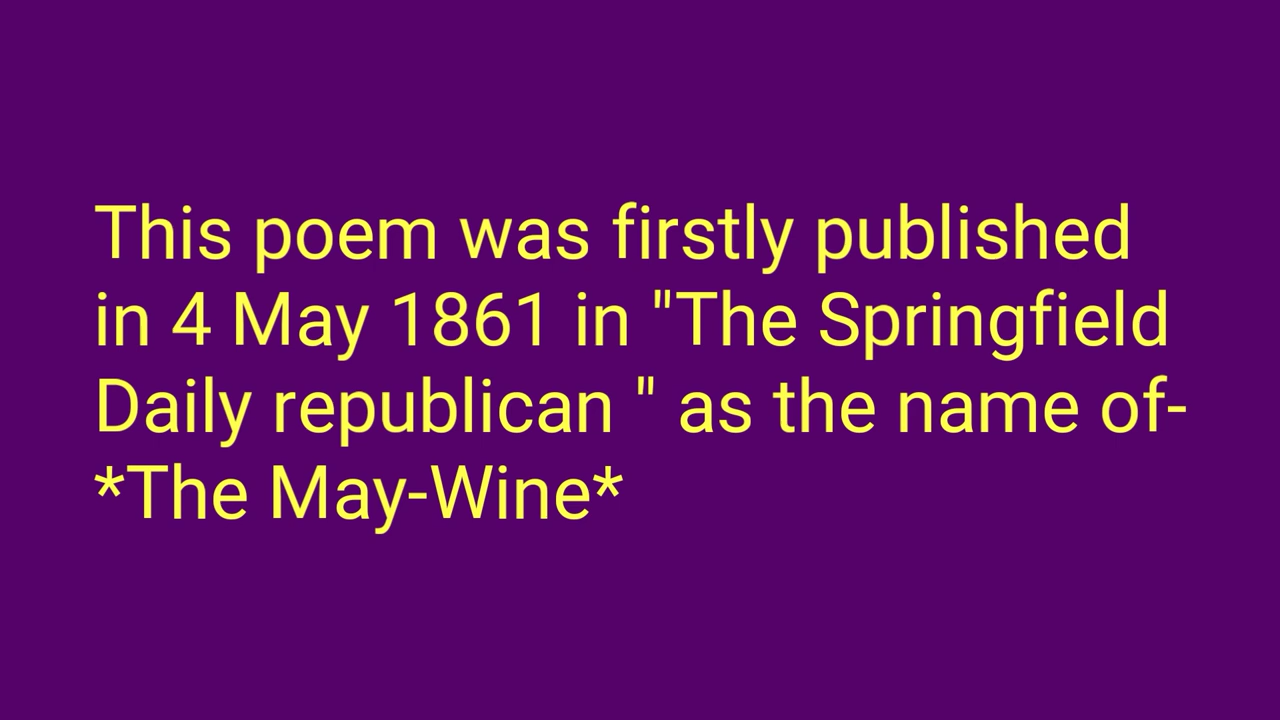 This poem was firstly published
in 4 May 1861 in "The Springfield
Daily republican " as the name of-
*The May-Wine*